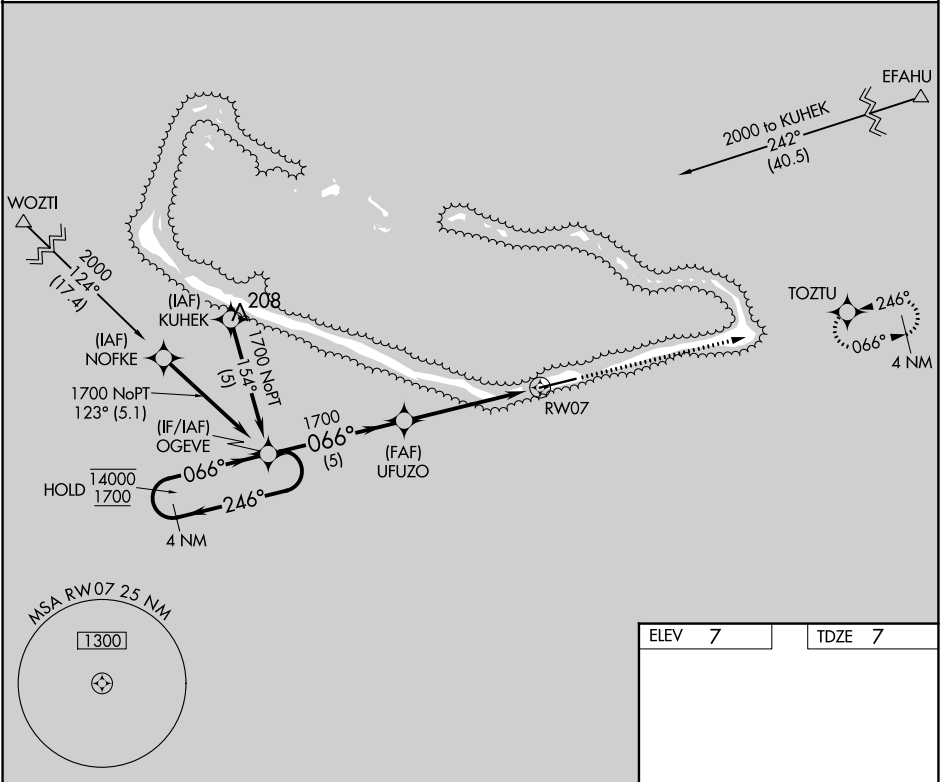 EFAHU
2000 to KUHEK
242°
(40.5)
WOZTI
2000
124°
(17.4)
(IAF)
KUHEK
208
TOZTU
246°
066°
4 NM
(IAF)
NOFKE
1700 NoPT
154°
(5)
1700 NoPT
123° (5.1)
(IF/IAF)
OGEVE
1700
066°
(5)
RW07
(FAF)
UFUZO
HOLD
14000
1700
066°
246°
4 NM
MSA RW07 25 NM
1300
ELEV 7
TDZE 7